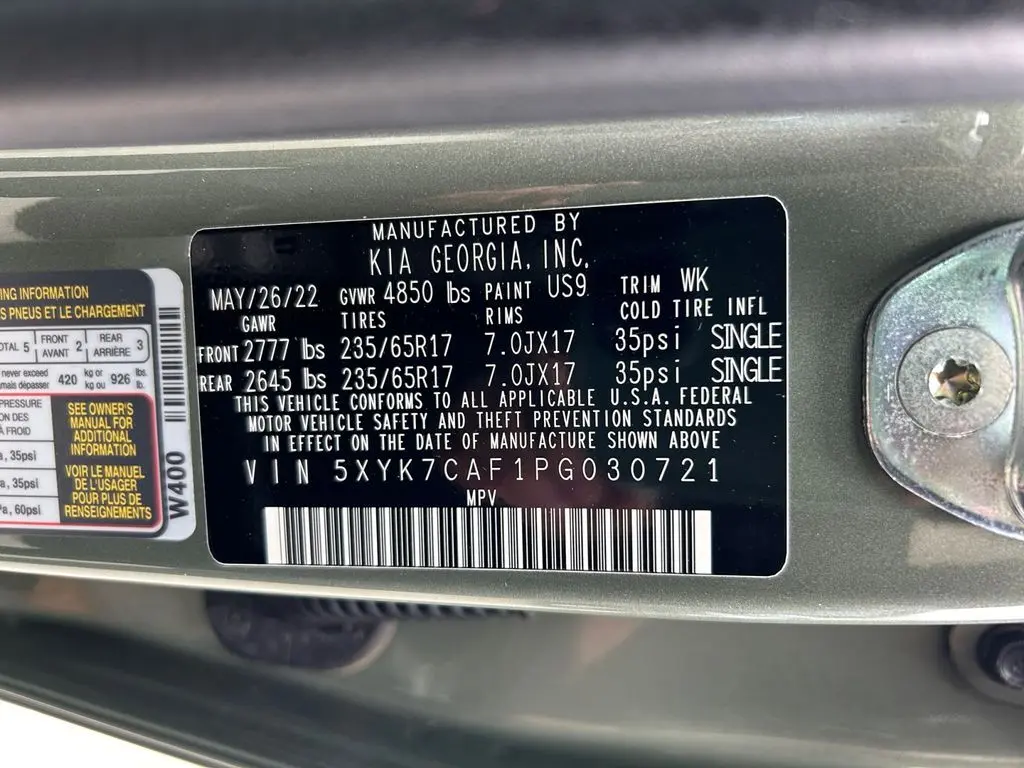 MANUFACTURED BY
KIA GEORGIA, INC,
MAY/26/22 GVWR 4850 lbs PAINT US9 TRIM WK
GAWR TIRES RIMS COLD TIRE INFL
FRONT 2777 lbs 235/65R17 7.0JX17 35psi SINGLE
REAR 2645 lbs 235/65R17 7.0JX17 35psi SINGLE
THIS VEHICLE CONFORMS TO ALL APPLICABLE U.S.A. FEDERAL
MOTOR VEHICLE SAFETY AND THEFT PREVENTION STANDARDS
IN EFFECT ON THE DATE OF MANUFACTURE SHOWN ABOVE
VIN 5XYK7CAF1PG030721
MPV
INFORMATION
PNEUS ET LE CHARGEMENT
5 FRONT 2 REAR 3
AVANT ARRIÈRE
never exceed 420 kg or 926 lbs.
dépasser kg ou lb.
PRESSURE
DES
À FROID
35psi
35psi
60psi
SEE OWNER'S
MANUAL FOR
ADDITIONAL
INFORMATION
VOIR LE MANUEL
DE L'USAGER
POUR PLUS DE
RENSEIGNEMENTS
W400